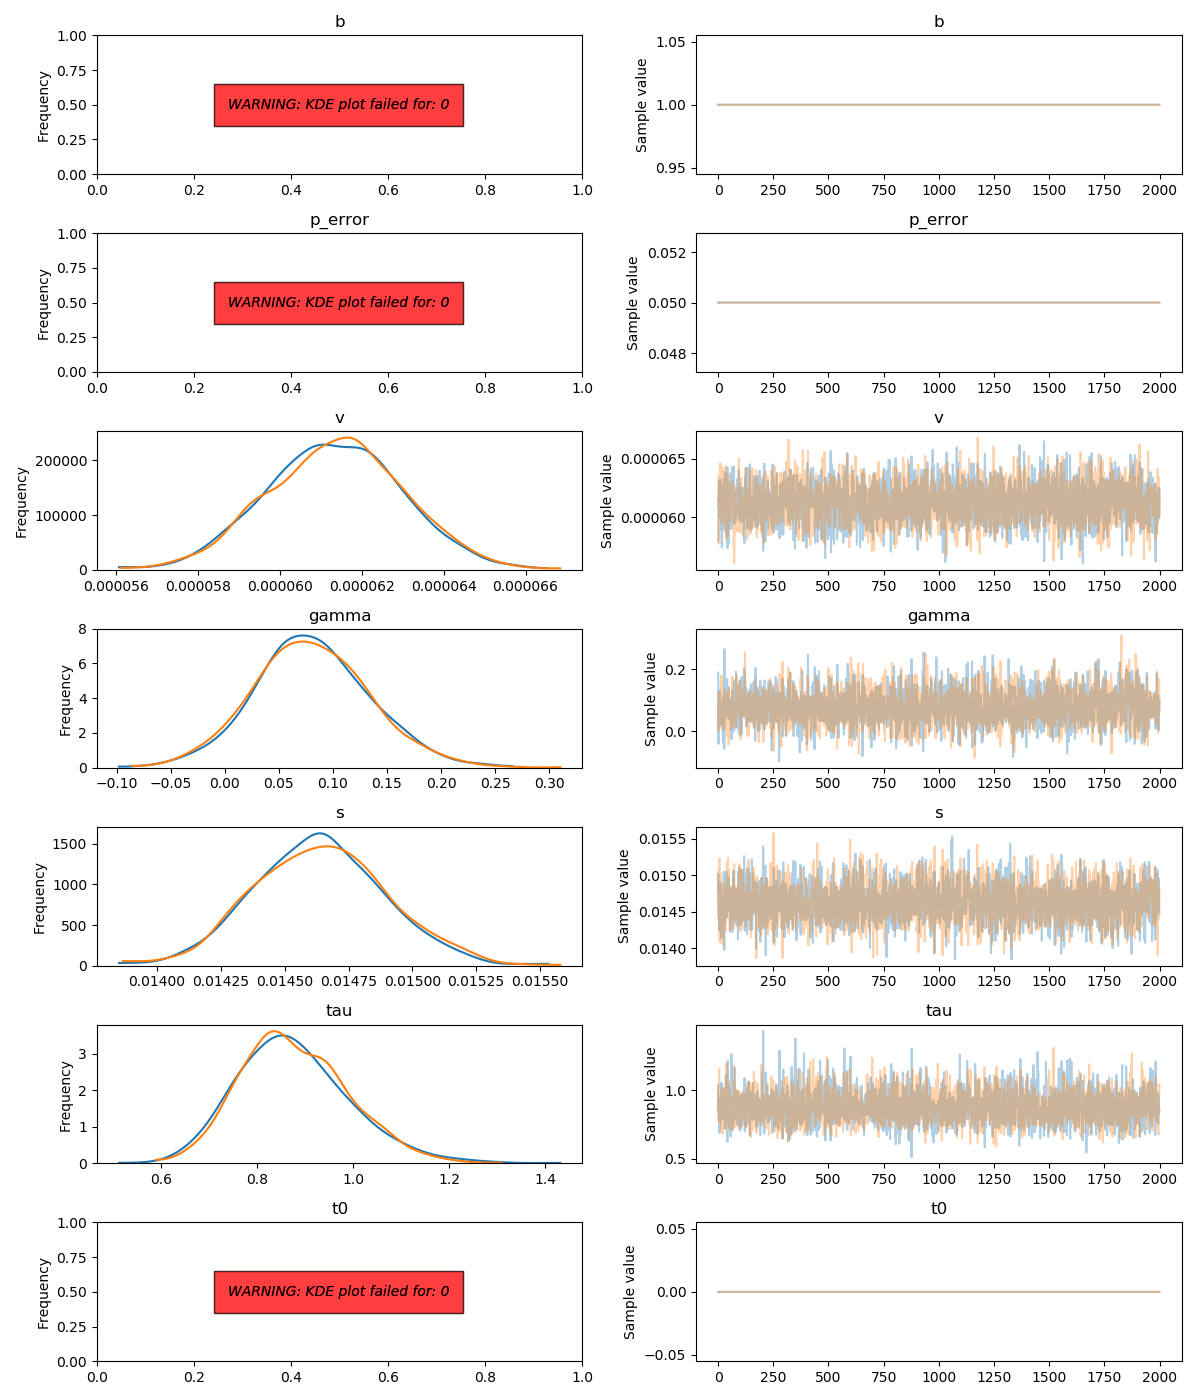 b
1.00
0.75
0.50
0.25
0.00
Frequency
WARNING: KDE plot failed for: 0
0.0 0.2 0.4 0.6 0.8 1.0
b
1.05
1.00
0.95
Sample value
0 250 500 750 1000 1250 1500 1750 2000
p_error
1.00
0.75
0.50
0.25
0.00
Frequency
WARNING: KDE plot failed for: 0
0.0 0.2 0.4 0.6 0.8 1.0
p_error
0.052
0.050
0.048
Sample value
0 250 500 750 1000 1250 1500 1750 2000
v
200000
100000
0
Frequency
0.000056 0.000058 0.000060 0.000062 0.000064 0.000066
v
0.000065
0.000060
Sample value
0 250 500 750 1000 1250 1500 1750 2000
gamma
8
6
4
2
0
Frequency
−0.10 −0.05 0.00 0.05 0.10 0.15 0.20 0.25 0.30
gamma
0.2
0.0
Sample value
0 250 500 750 1000 1250 1500 1750 2000
s
1500
1000
500
0
Frequency
0.01400 0.01425 0.01450 0.01475 0.01500 0.01525 0.01550
s
0.0155
0.0150
0.0145
0.0140
Sample value
0 250 500 750 1000 1250 1500 1750 2000
tau
3
2
1
0
Frequency
0.6 0.8 1.0 1.2 1.4
tau
1.0
0.5
Sample value
0 250 500 750 1000 1250 1500 1750 2000
t0
1.00
0.75
0.50
0.25
0.00
Frequency
WARNING: KDE plot failed for: 0
0.0 0.2 0.4 0.6 0.8 1.0
t0
0.05
0.00
−0.05
Sample value
0 250 500 750 1000 1250 1500 1750 2000